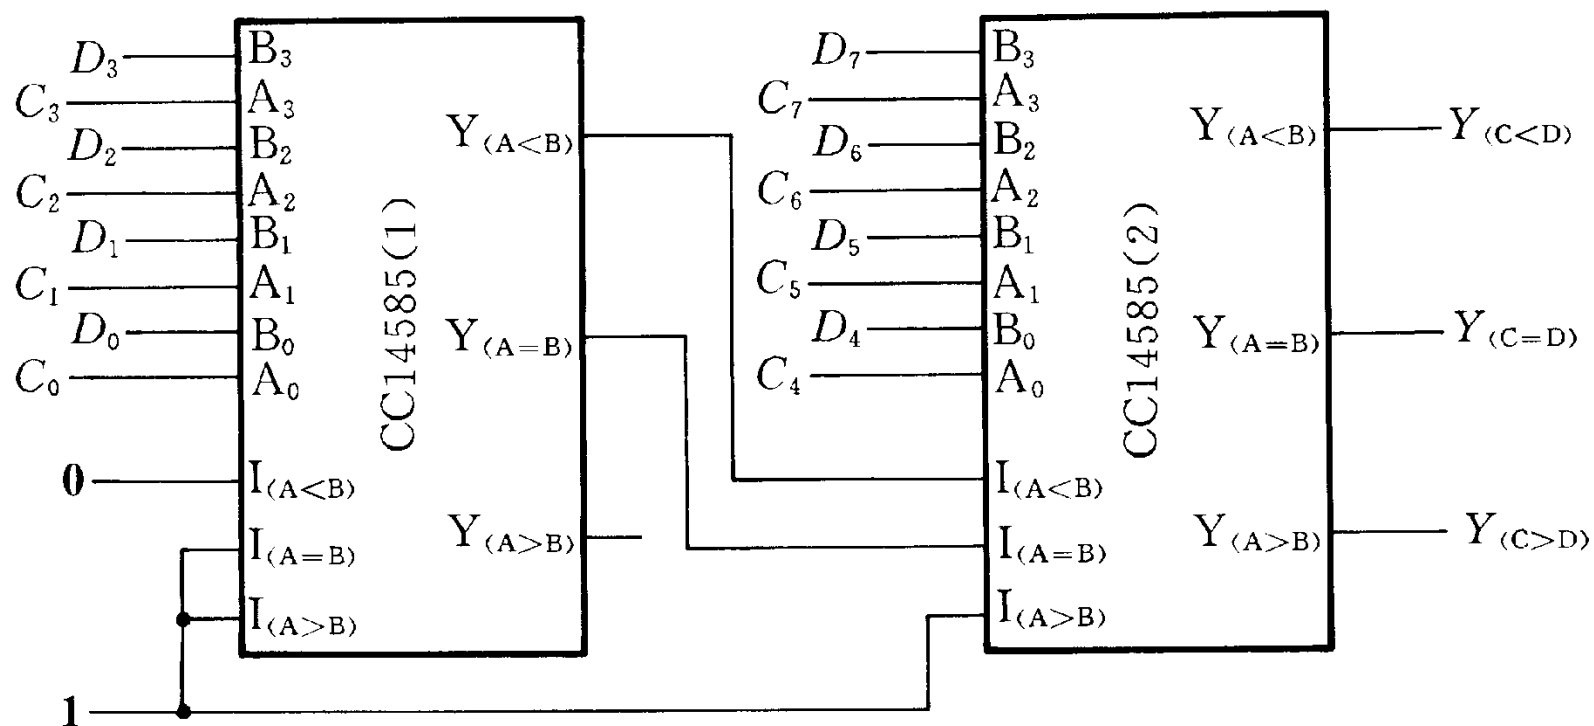 D₃ B₃
C₃ A₃
D₂ B₂
C₂ A₂
D₁ B₁
C₁ A₁
D₀ B₀
C₀ A₀
0 I(A<B)
I(A=B)
I(A>B)
1
Y(A<B)
Y(A=B)
Y(A>B)
CC14585(1)
D₇ B₃
C₇ A₃
D₆ B₂
C₆ A₂
D₅ B₁
C₅ A₁
D₄ B₀
C₄ A₀
I(A<B)
I(A=B)
I(A>B)
CC14585(2)
Y(A<B) Y(C<D)
Y(A=B) Y(C=D)
Y(A>B) Y(C>D)